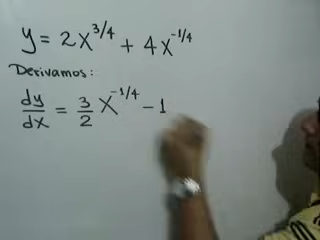 y = 2x^{3/4} + 4x^{-1/4}
Derivamos:
dy/dx = 3/2 x^{-1/4} - 1